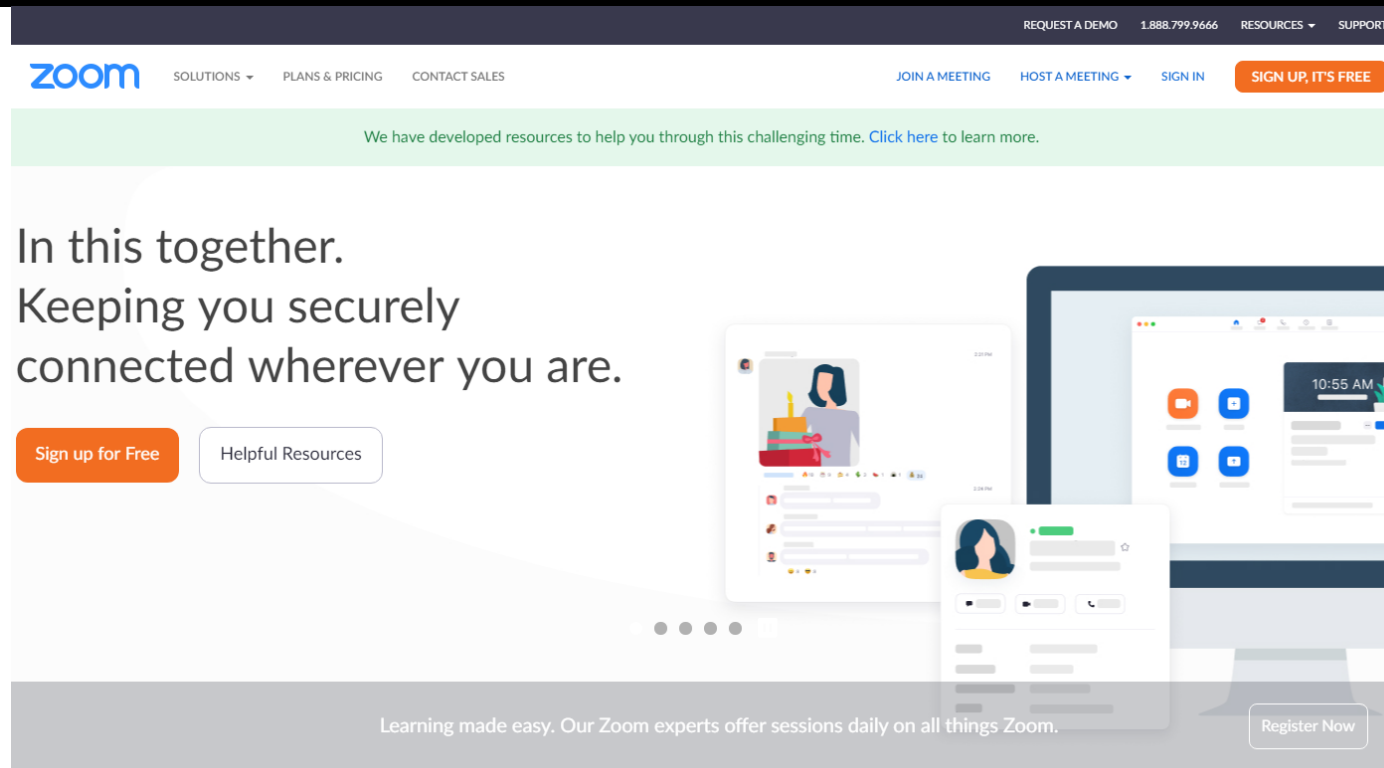 REQUEST A DEMO 1.888.799.9666 RESOURCES SUPPORT
zoom SOLUTIONS PLANS & PRICING CONTACT SALES JOIN A MEETING HOST A MEETING SIGN IN SIGN UP, IT'S FREE
We have developed resources to help you through this challenging time. Click here to learn more.
In this together.
Keeping you securely
connected wherever you are.
Sign up for Free Helpful Resources
10:55 AM
12
Learning made easy. Our Zoom experts offer sessions daily on all things Zoom.
Register Now